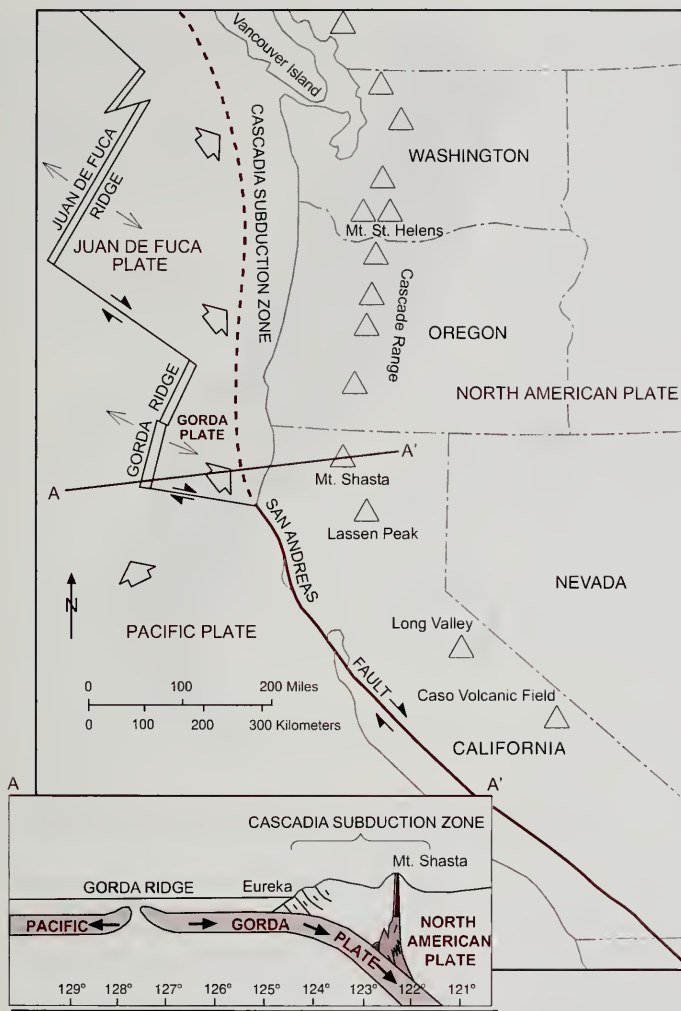 Vancouver Island
JUAN DE FUCA
RIDGE
CASCADIA SUBDUCTION ZONE
WASHINGTON
Mt. St. Helens
JUAN DE FUCA
PLATE
Cascade Range
OREGON
NORTH AMERICAN PLATE
GORDA RIDGE
GORDA
PLATE
A
A'
Mt. Shasta
SAN ANDREAS
FAULT
Lassen Peak
NEVADA
N
PACIFIC PLATE
Long Valley
Caso Volcanic Field
CALIFORNIA
0 100 200 Miles
0 100 200 300 Kilometers
A
A'
CASCADIA SUBDUCTION ZONE
Mt. Shasta
GORDA RIDGE
Eureka
PACIFIC
GORDA
PLATE
NORTH
AMERICAN
PLATE
129° 128° 127° 126° 125° 124° 123° 122° 121°